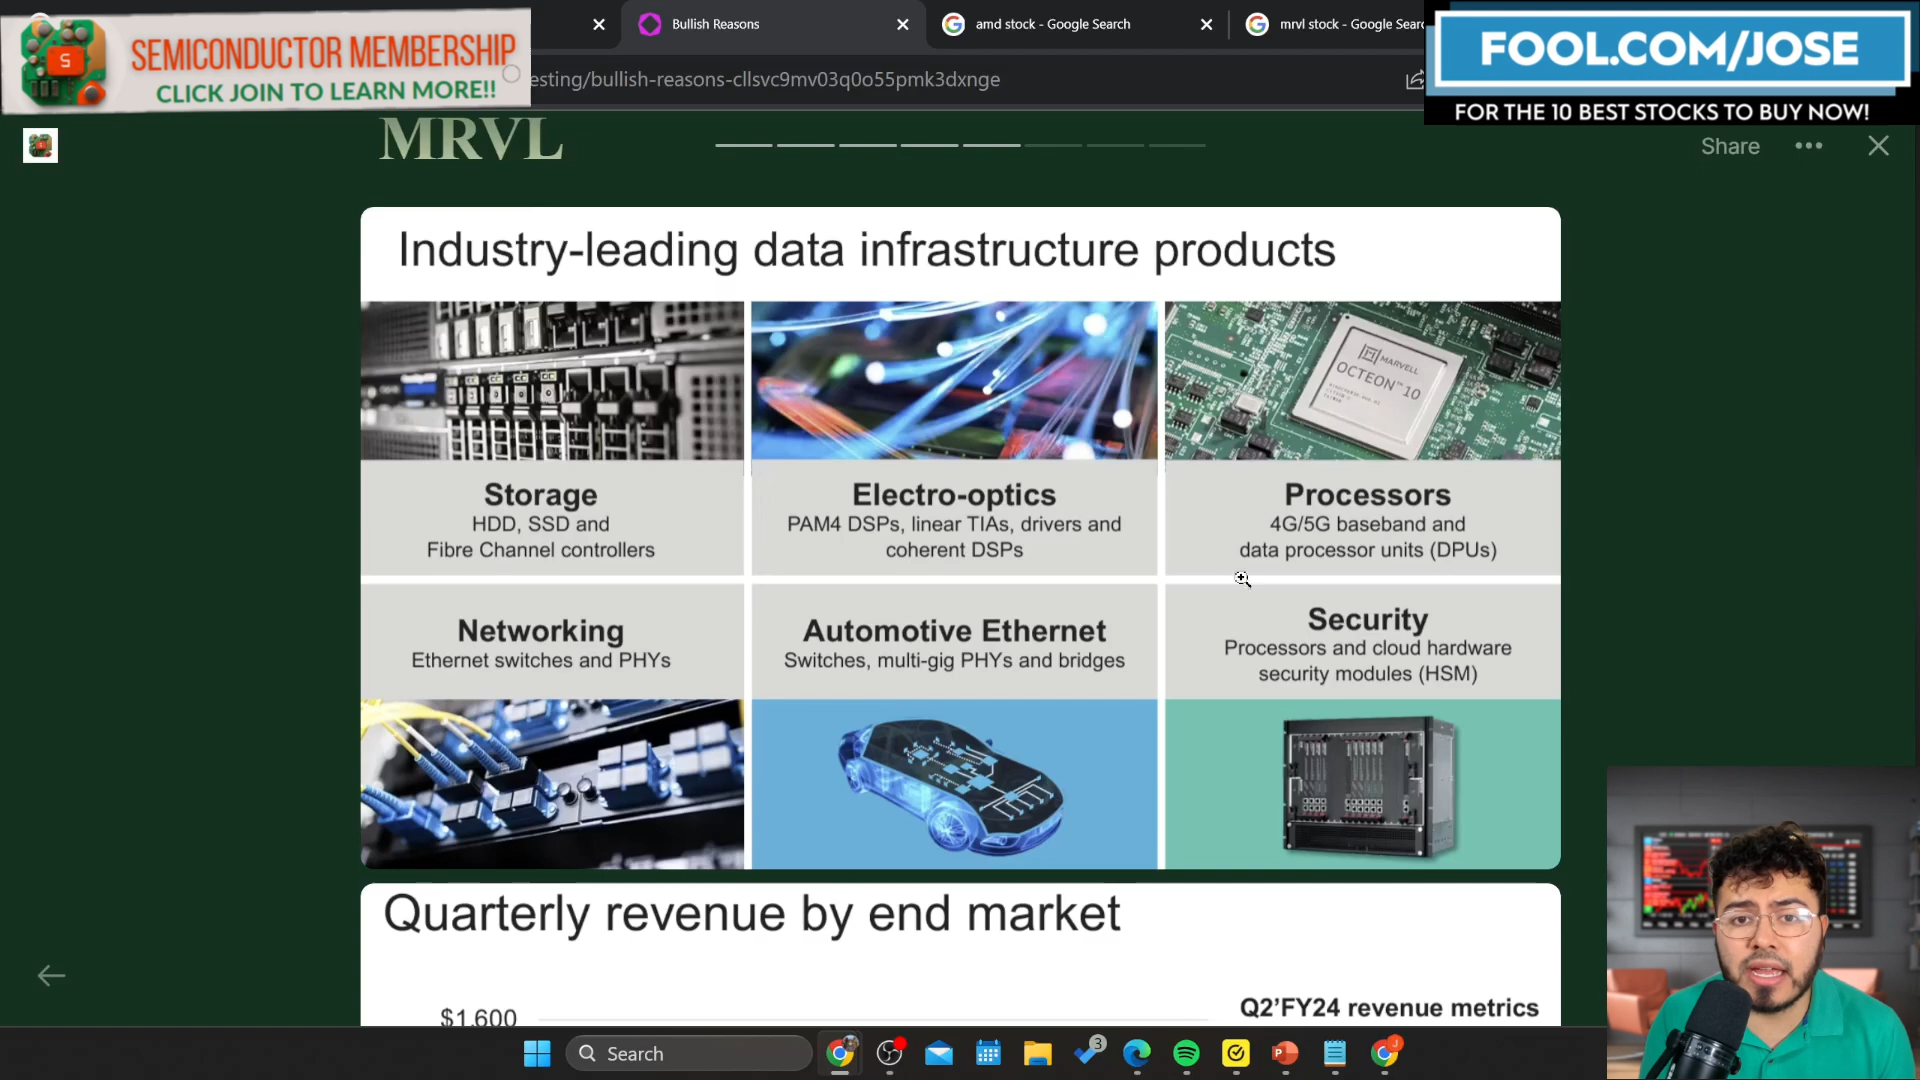 SEMICONDUCTOR MEMBERSHIP
CLICK JOIN TO LEARN MORE!!
Bullish Reasons
amd stock - Google Search
mrvl stock - Google Searc
FOOL.COM/JOSE
FOR THE 10 BEST STOCKS TO BUY NOW!
esting/bullish-reasons-cllsvc9mv03q0o55pmk3dxnge
MRVL
Share
Industry-leading data infrastructure products
MARVELL
OCTEON™ 10
Storage
HDD, SSD and
Fibre Channel controllers
Electro-optics
PAM4 DSPs, linear TIAs, drivers and
coherent DSPs
Processors
4G/5G baseband and
data processor units (DPUs)
Networking
Ethernet switches and PHYs
Automotive Ethernet
Switches, multi-gig PHYs and bridges
Security
Processors and cloud hardware
security modules (HSM)
Quarterly revenue by end market
$1,600
Q2'FY24 revenue metrics
Search
3